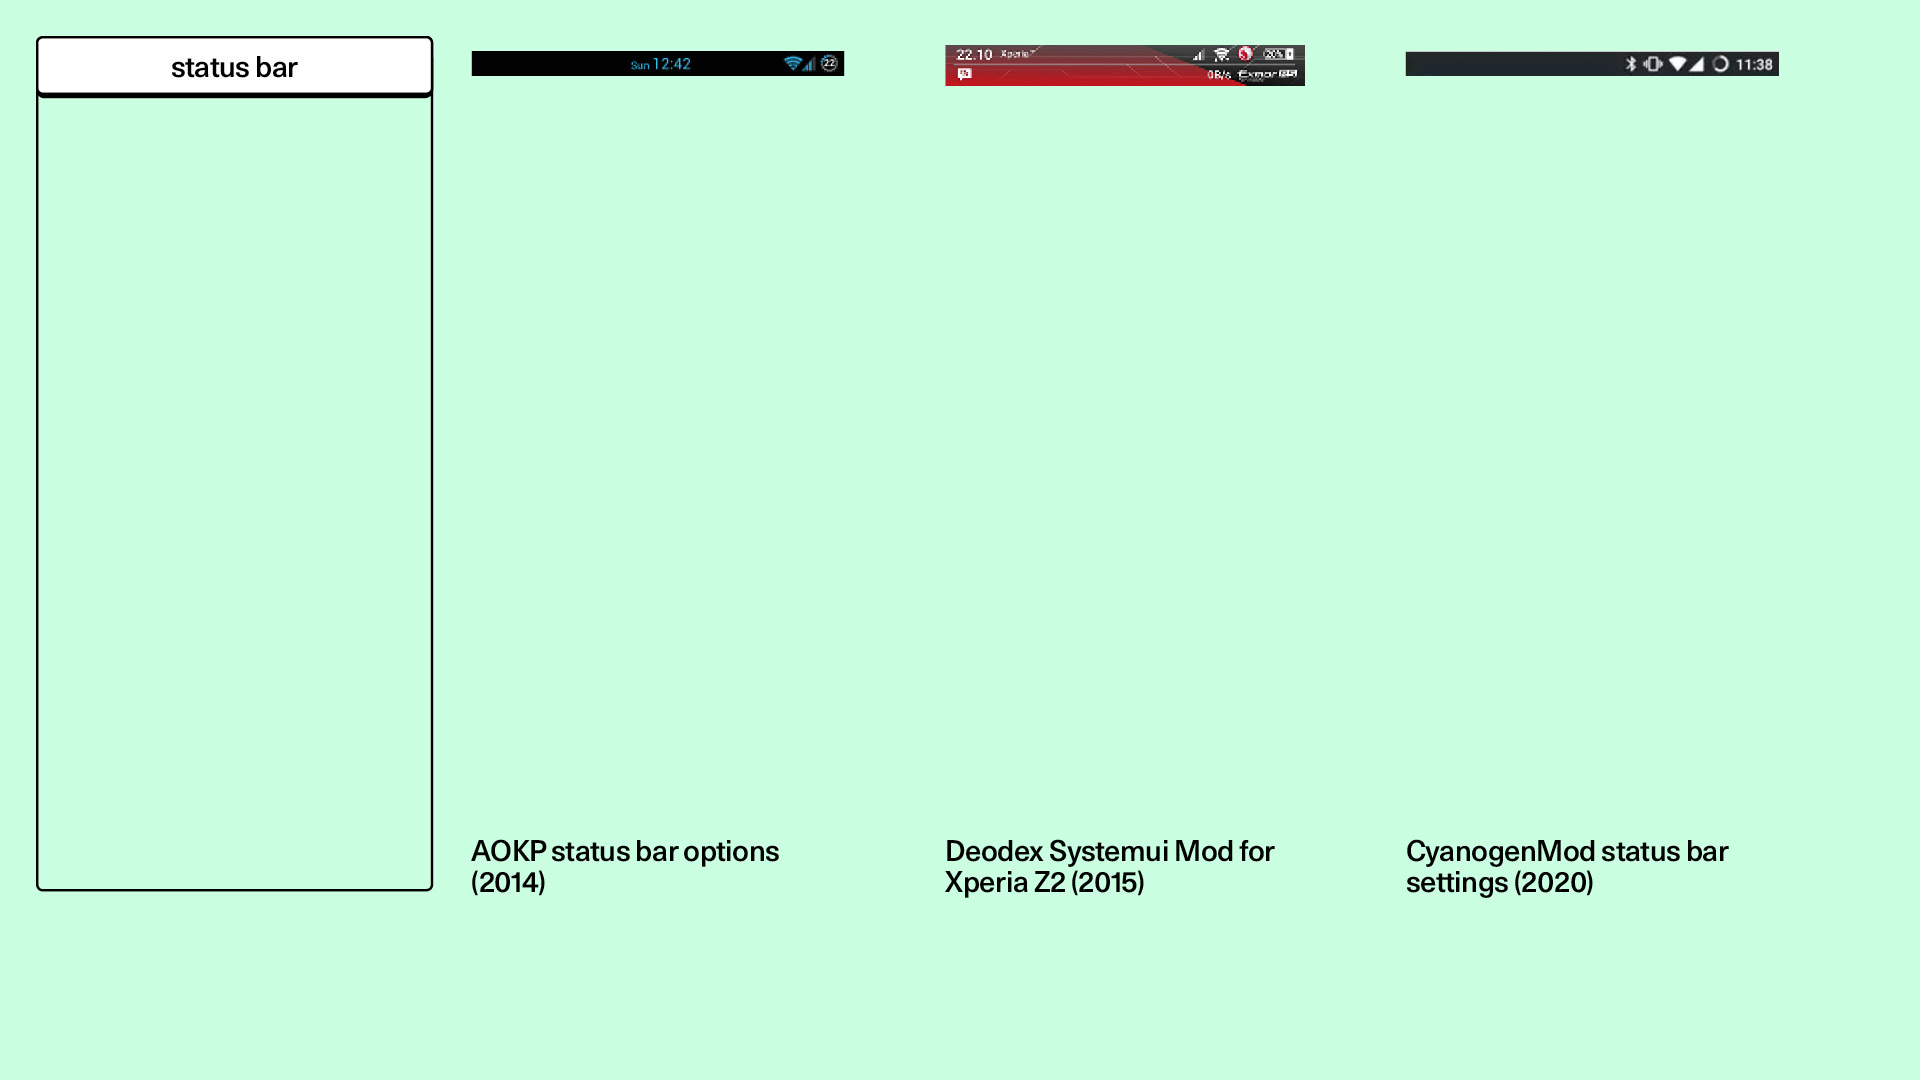 status bar
Sun 12:42
22
22.10 Xperia™
20%
0B/s Exmor
11:38
AOKP status bar options
(2014)
Deodex Systemui Mod for
Xperia Z2 (2015)
CyanogenMod status bar
settings (2020)